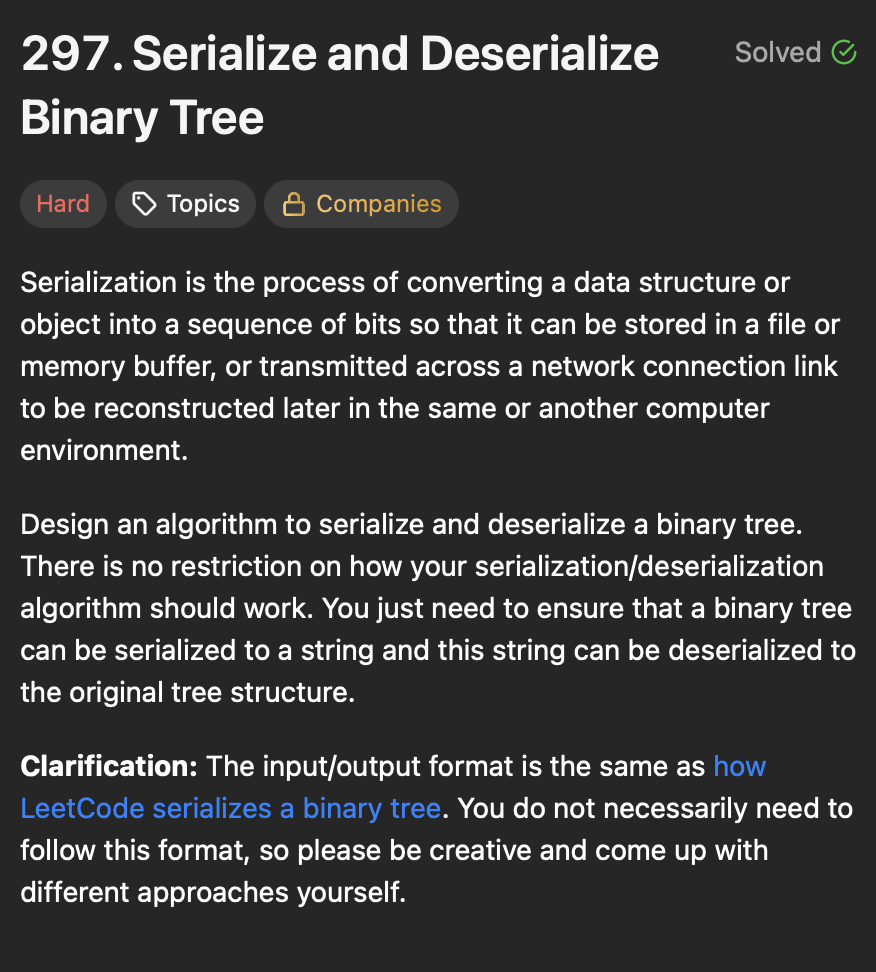 297. Serialize and Deserialize
Solved
Binary Tree
Hard
Topics
Companies
Serialization is the process of converting a data structure or
object into a sequence of bits so that it can be stored in a file or
memory buffer, or transmitted across a network connection link
to be reconstructed later in the same or another computer
environment.
Design an algorithm to serialize and deserialize a binary tree.
There is no restriction on how your serialization/deserialization
algorithm should work. You just need to ensure that a binary tree
can be serialized to a string and this string can be deserialized to
the original tree structure.
Clarification: The input/output format is the same as how
LeetCode serializes a binary tree. You do not necessarily need to
follow this format, so please be creative and come up with
different approaches yourself.